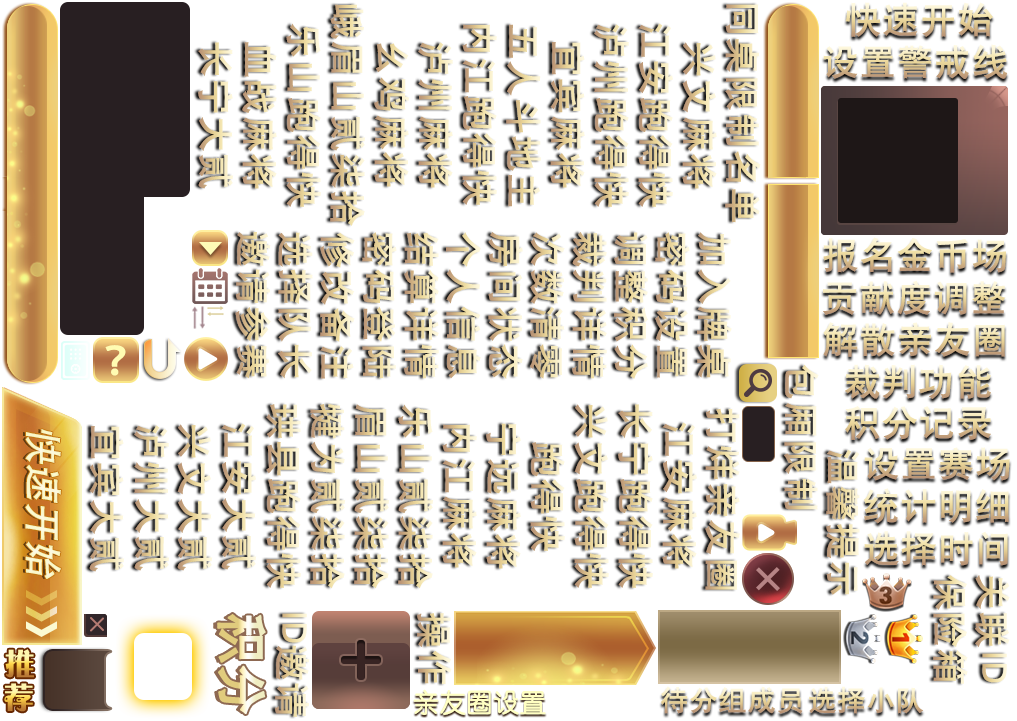 长宁大贰
血战麻将
乐山跑得快
峨眉山贰柒拾
幺鸡麻将
泸州麻将
内江跑得快
五人斗地主
宜宾麻将
泸州跑得快
江安跑得快
兴文麻将
同桌限制名单
快速开始
设置警戒线
邀请参赛
选择队长
修改备注
密码登陆
结算详情
个人信息
房间状态
次数清零
裁判详情
调整积分
密码设置
加入牌桌
报名金币场
贡献度调整
解散亲友圈
裁判功能
积分记录
设置赛场
统计明细
选择时间
?
快速开始
宜宾大贰
泸州大贰
兴文大贰
江安大贰
珙县跑得快
犍为贰柒拾
眉山贰柒拾
乐山贰柒拾
内江麻将
宁远麻将
跑得快
兴文跑得快
长宁跑得快
江安麻将
打烊亲友圈
包厢限制
温馨提示
3
2
1
保险箱
关联ID
推荐
积分
ID邀请
操作
亲友圈设置
待分组成员
选择小队